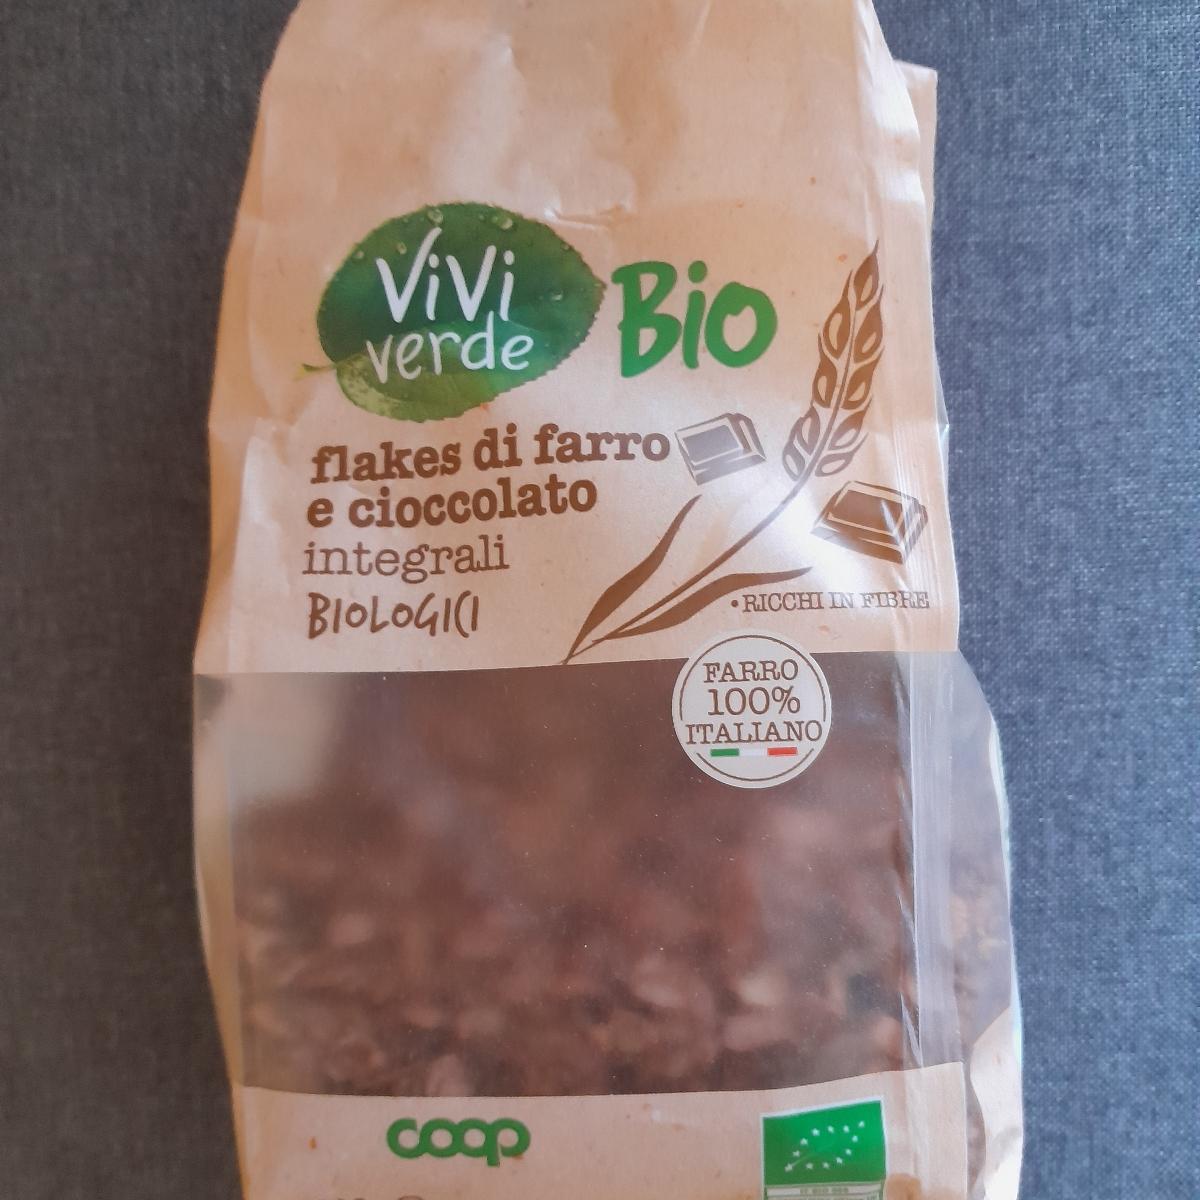 ViVi
verde
Bio
flakes di farro
e cioccolato
integrali
BIOLOGICI
•RICCHI IN FIBRE
FARRO
100%
ITALIANO
coop